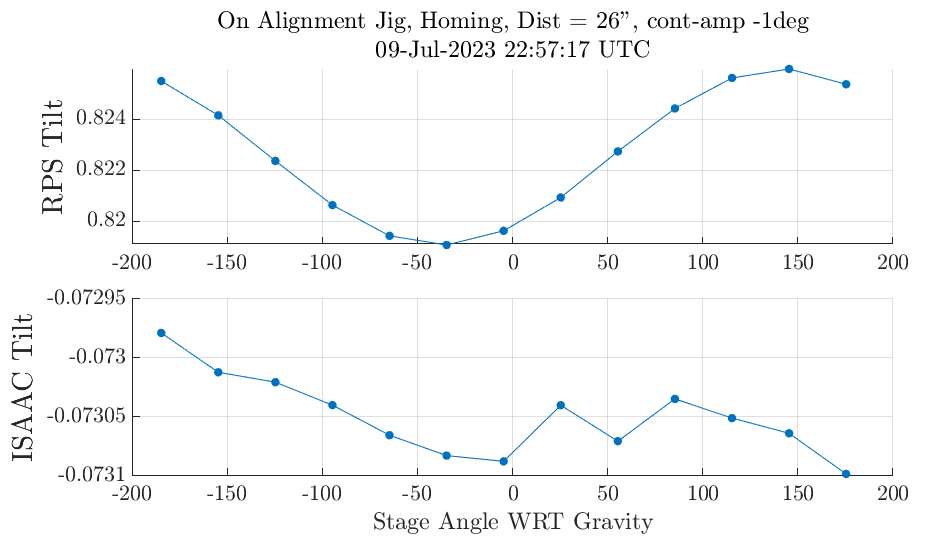 On Alignment Jig, Homing, Dist = 26”, cont-amp -1deg
09-Jul-2023 22:57:17 UTC
RPS Tilt
0.824
0.822
0.82
-200 -150 -100 -50 0 50 100 150 200
ISAAC Tilt
-0.07295
-0.073
-0.07305
-0.0731
-200 -150 -100 -50 0 50 100 150 200
Stage Angle WRT Gravity